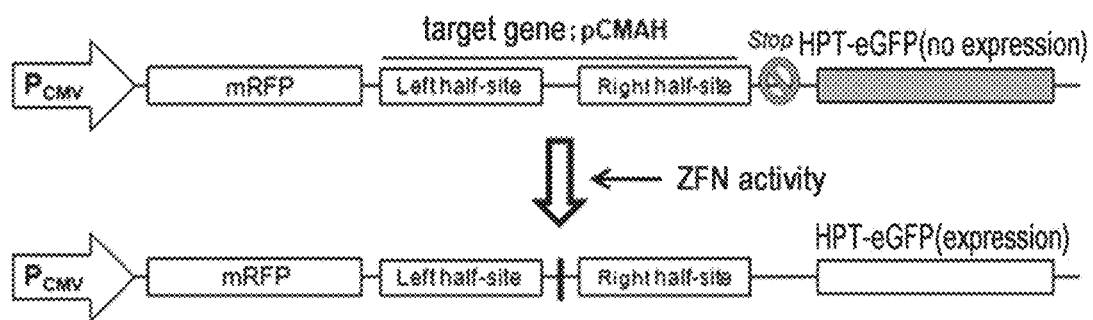 target gene:pCMAH
Stop HPT-eGFP(no expression)
PCMV mRFP Left half-site Right half-site
ZFN activity
HPT-eGFP(expression)
PCMV mRFP Left half-site Right half-site